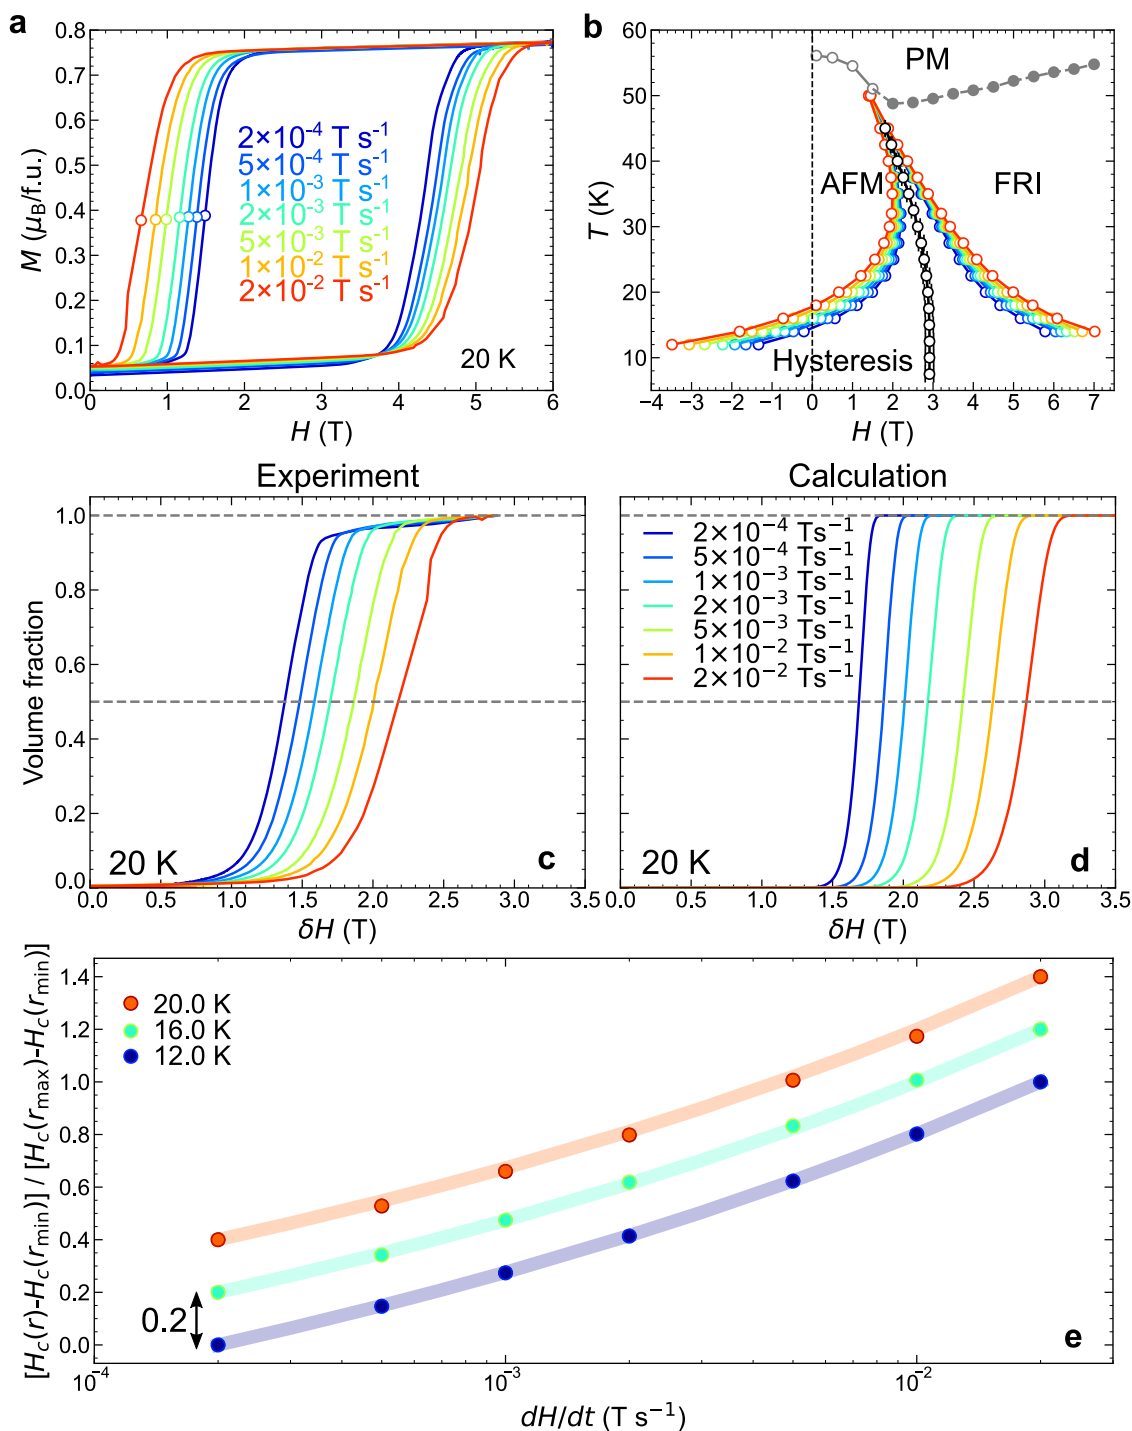 a
0.8
0.7
0.6
0.5
0.4
0.3
0.2
0.1
0.0
M (μB/f.u.)
2×10⁻⁴ T s⁻¹
5×10⁻⁴ T s⁻¹
1×10⁻³ T s⁻¹
2×10⁻³ T s⁻¹
5×10⁻³ T s⁻¹
1×10⁻² T s⁻¹
2×10⁻² T s⁻¹
20 K
0 1 2 3 4 5 6
H (T)
b
60
50
40
30
20
10
T (K)
PM
AFM
FRI
Hysteresis
−4 −3 −2 −1 0 1 2 3 4 5 6 7
H (T)
Experiment
1.0
0.8
0.6
0.4
0.2
0.0
Volume fraction
20 K
c
0.0 0.5 1.0 1.5 2.0 2.5 3.0 3.5
δH (T)
Calculation
2×10⁻⁴ Ts⁻¹
5×10⁻⁴ Ts⁻¹
1×10⁻³ Ts⁻¹
2×10⁻³ Ts⁻¹
5×10⁻³ Ts⁻¹
1×10⁻² Ts⁻¹
2×10⁻² Ts⁻¹
20 K
d
0.0 0.5 1.0 1.5 2.0 2.5 3.0 3.5
δH (T)
[Hc(r)-Hc(rmin)] / [Hc(rmax)-Hc(rmin)]
1.4
1.2
1.0
0.8
0.6
0.4
0.2
0.0
20.0 K
16.0 K
12.0 K
0.2
e
10⁻⁴ 10⁻³ 10⁻²
dH/dt (T s⁻¹)